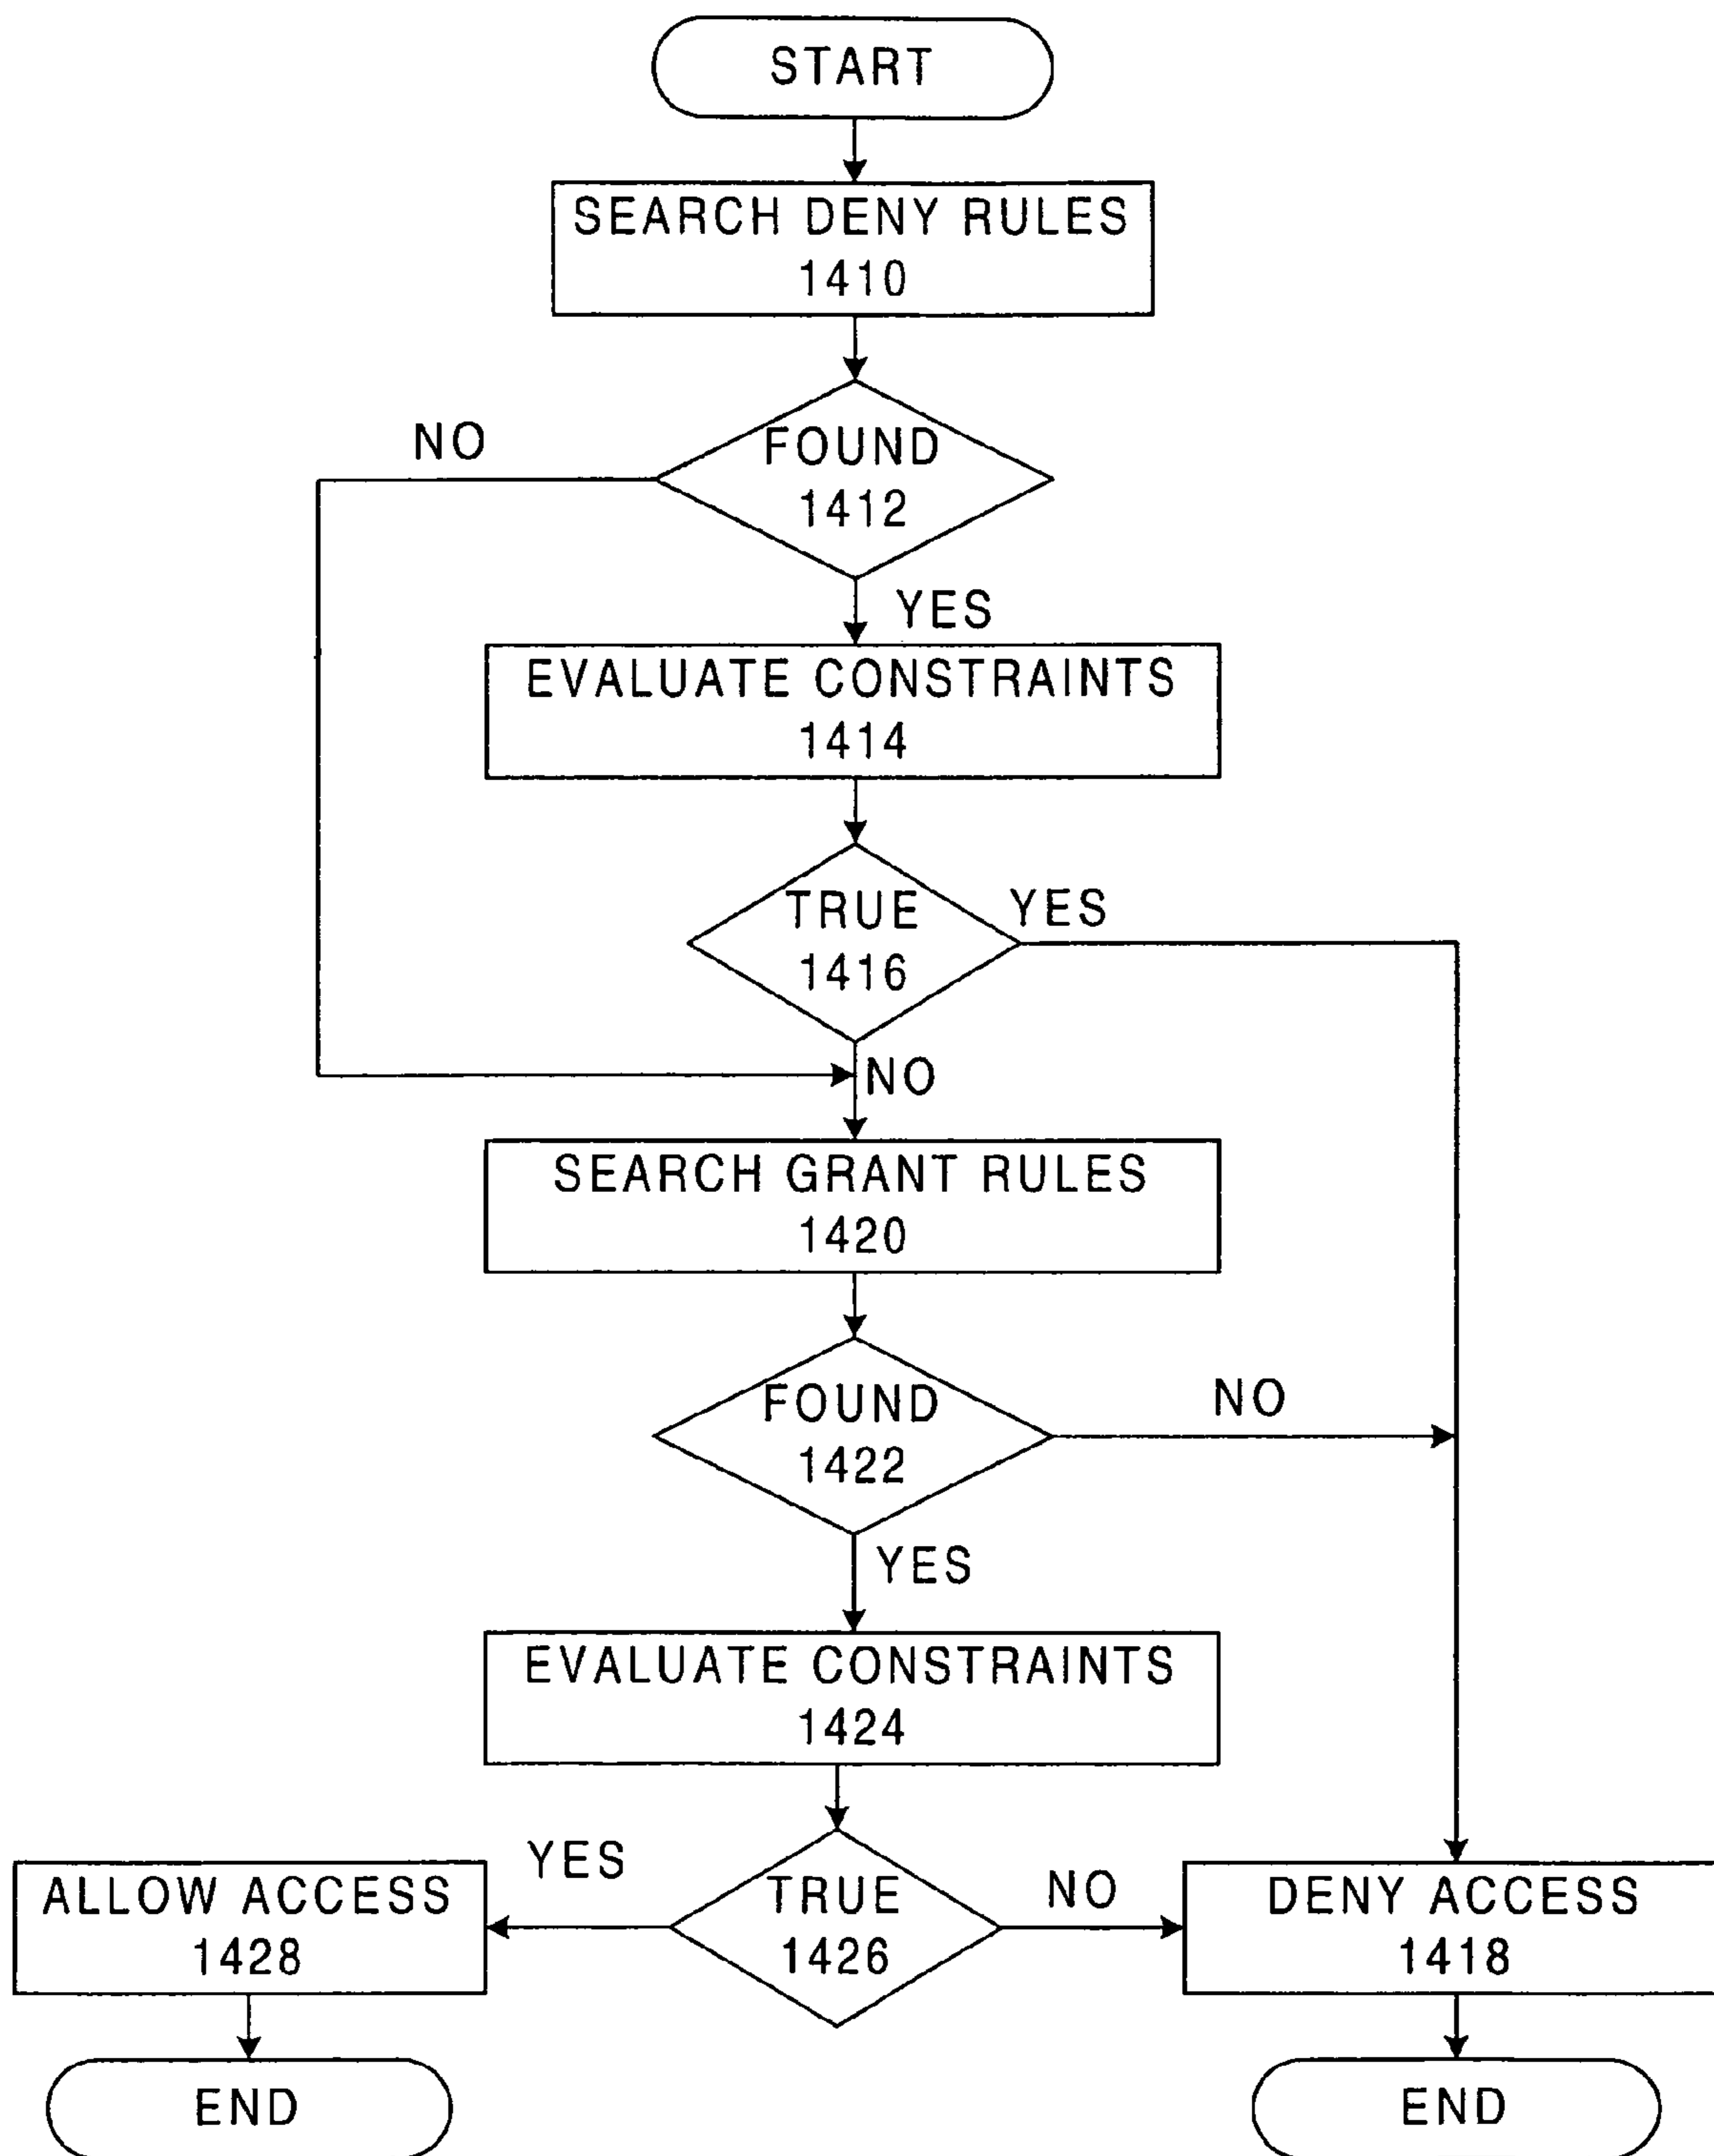 START
SEARCH DENY RULES
1410
NO
FOUND
1412
YES
EVALUATE CONSTRAINTS
1414
TRUE
1416
YES
NO
SEARCH GRANT RULES
1420
FOUND
1422
NO
YES
EVALUATE CONSTRAINTS
1424
YES
TRUE
1426
NO
ALLOW ACCESS
1428
DENY ACCESS
1418
END
END